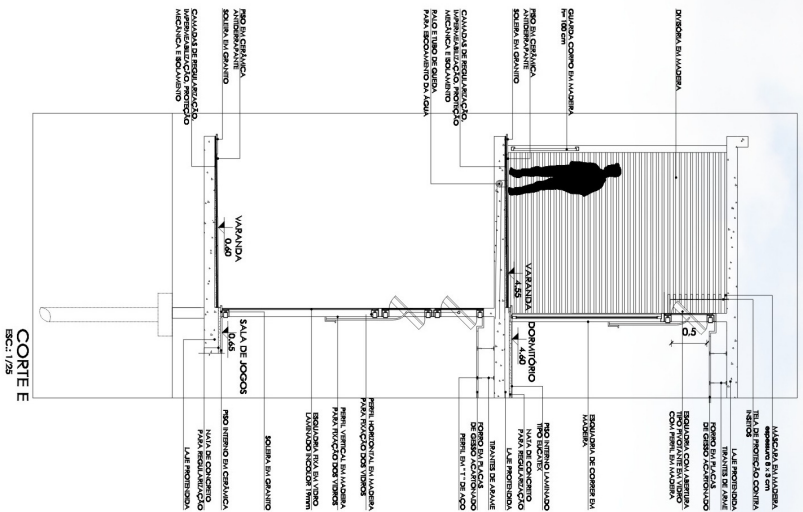 DIVISÓRIA EM MADEIRA
GUARDA CORPO EM MADEIRA
H= 100 cm
PISO EM CERÂMICA
ANTIDERRAPANTE
SOLEIRA EM GRANITO
CAMADAS DE REGULARIZAÇÃO,
IMPERMEABILIZAÇÃO, PROTEÇÃO
MECÂNICA E ISOLAMENTO
RALO E TUBO DE QUEDA
PARA ESCOAMENTO DA ÁGUA
PISO EM CERÂMICA
ANTIDERRAPANTE
SOLEIRA EM GRANITO
CAMADAS DE REGULARIZAÇÃO,
IMPERMEABILIZAÇÃO, PROTEÇÃO
MECÂNICA E ISOLAMENTO
0.5
VARANDA
4.55
DORMITÓRIO
4.60
VARANDA
0.60
SALA DE JOGOS
0.65
MÁSCARA EM MADEIRA
espessura 8 x 3 cm
TELA DE PROTEÇÃO CONTRA
INSETOS
LAJE PROTENDIDA
TIRANTES DE ARME
FORRO EM PLACAS
DE GESSO ACARTONADO
ESQUADRIA COM ABERTURA
TIPO PIVOTANTE EM VIDRO
COM PERFIL EM MADEIRA
ESQUADRIA DE CORRER EM
MADEIRA
PISO INTERNO LAMINADO
TIPO EUCATEX
NATA DE CONCRETO
PARA REGULARIZAÇÃO
LAJE PROTENDIDA
TIRANTES DE ARAME
FORRO EM PLACAS
DE GESSO ACARTONADO
PERFIL EM "T" DE AÇO
PERFIL HORIZONTAL EM MADEIRA
PARA FIXAÇÃO DOS VIDROS
PERFIL VERTICAL EM MADEIRA
PARA FIXAÇÃO DOS VIDROS
ESQUADRIA FIXA EM VIDRO
LAMINADO INCOLOR 19mm
SOLEIRA EM GRANITO
PISO INTERNO EM CERÂMICA
NATA DE CONCRETO
PARA REGULARIZAÇÃO
LAJE PROTENDIDA
CORTE E
ESC.: 1/25